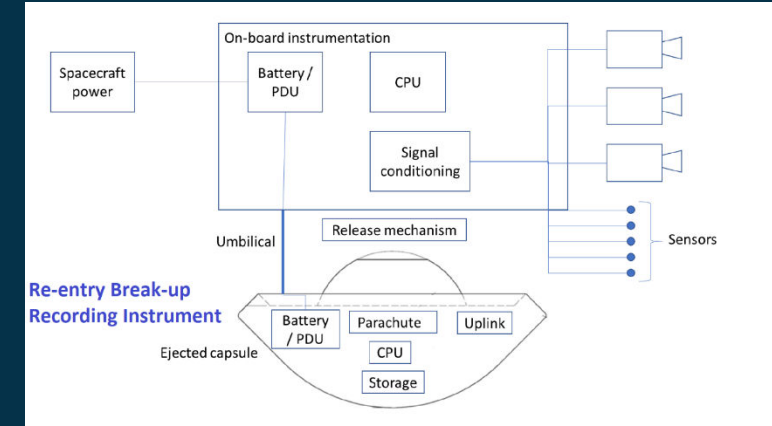 On-board instrumentation
Spacecraft
power
Battery /
PDU
CPU
Signal
conditioning
Umbilical
Release mechanism
Sensors
Re-entry Break-up
Recording Instrument
Ejected capsule
Battery
/ PDU
Parachute
Uplink
CPU
Storage